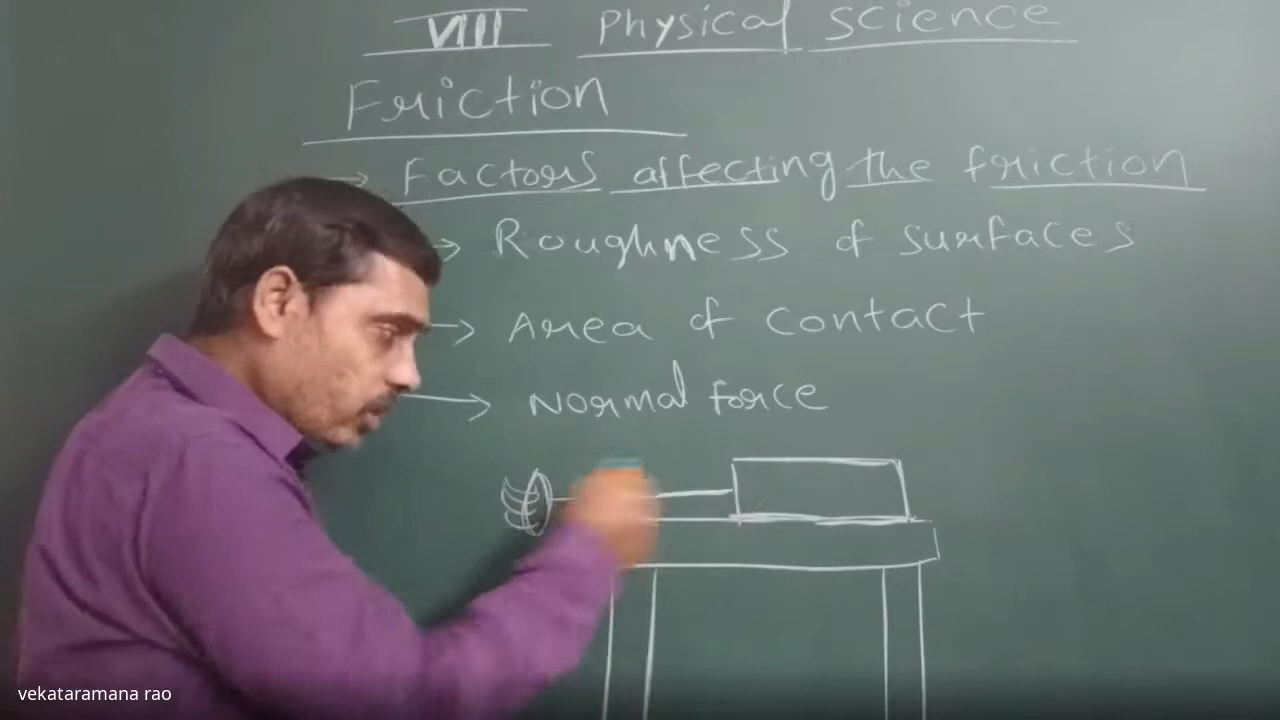 VIII Physical science
Friction
→ Factors affecting the friction
→ Roughness of surfaces
→ Area of contact
→ Normal force
vekataramana rao